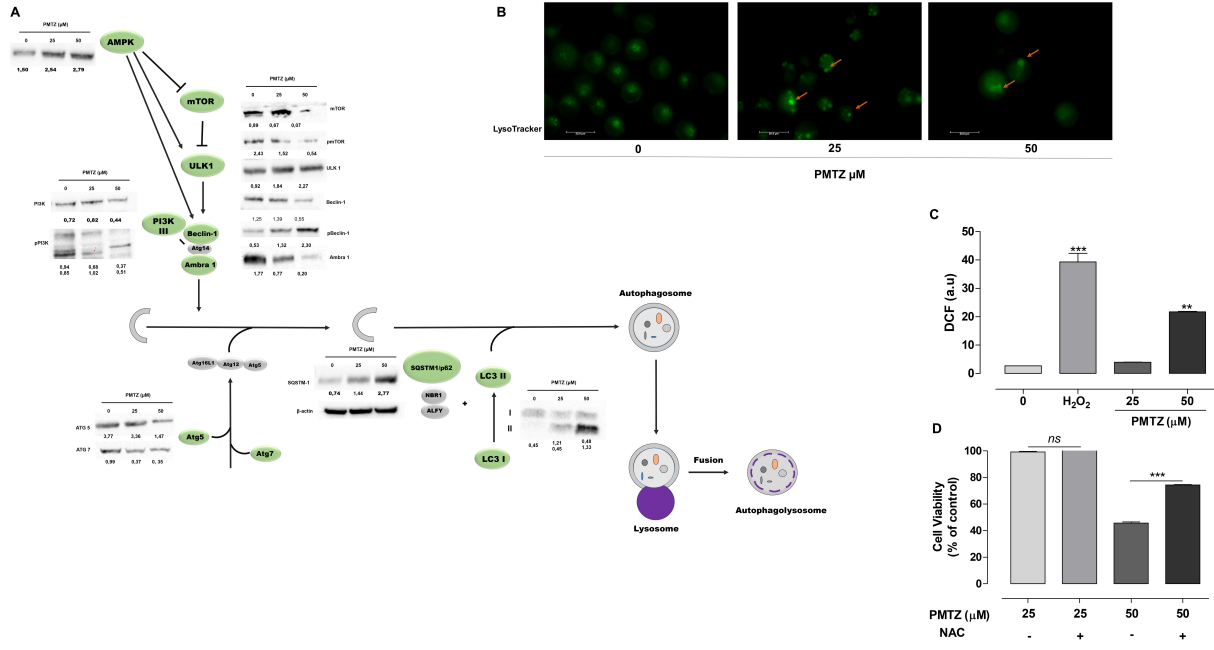 A
PMTZ (μM)
0 25 50
1,50 2,54 2,79
AMPK
mTOR
ULK1
PI3K
III
Beclin-1
Atg14
Ambra 1
PMTZ (μM)
0 25 50
mTOR
0,89 0,67 0,07
pmTOR
2,43 1,52 0,54
ULK 1
0,92 1,84 2,27
Beclin-1
1,25 1,39 0,55
pBeclin-1
0,53 1,32 2,30
Ambra 1
1,77 0,77 0,20
PMTZ (μM)
0 25 50
PI3K
0,72 0,82 0,44
pPI3K
0,94 0,68 0,37
0,85 1,02 0,51
Atg16L1 Atg12 Atg5
PMTZ (μM)
0 25 50
ATG 5
3,77 3,36 1,47
ATG 7
0,99 0,37 0, 35
Atg5
Atg7
PMTZ (μM)
0 25 50
SQSTM-1
0,74 1,44 2,77
β-actin
SQSTM1/p62
NBR1
ALFY
+
LC3 II
LC3 I
PMTZ (μM)
0 25 50
I
II
0,45 1,21 0,48
0,45 1,33
Autophagosome
Lysosome
Fusion
Autophagolysosome
B
LysoTracker
0 25 50
PMTZ μM
C
DCF (a.u)
50
40
30
20
10
0
***
**
0 H₂O₂ 25 50
PMTZ (μM)
D
Cell Viability
(% of control)
100
80
60
40
20
0
ns
***
PMTZ (μM) 25 25 50 50
NAC - + - +